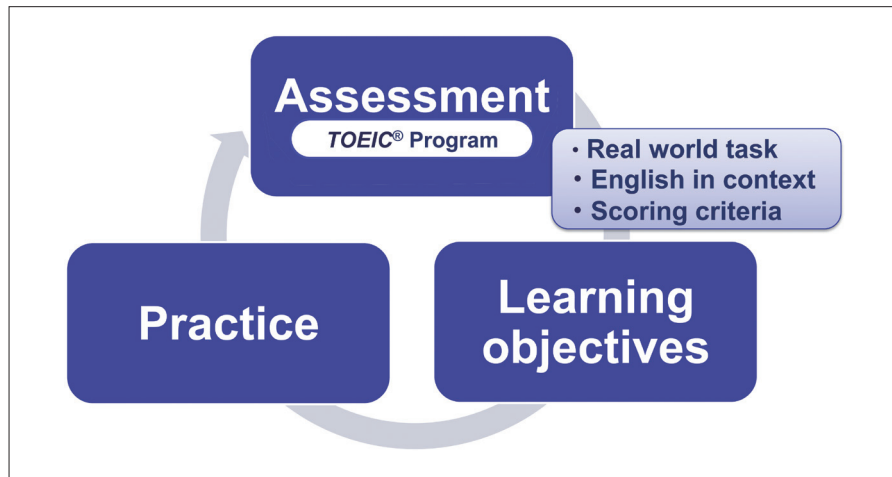 Assessment
TOEIC® Program
• Real world task
• English in context
• Scoring criteria
Practice
Learning
objectives